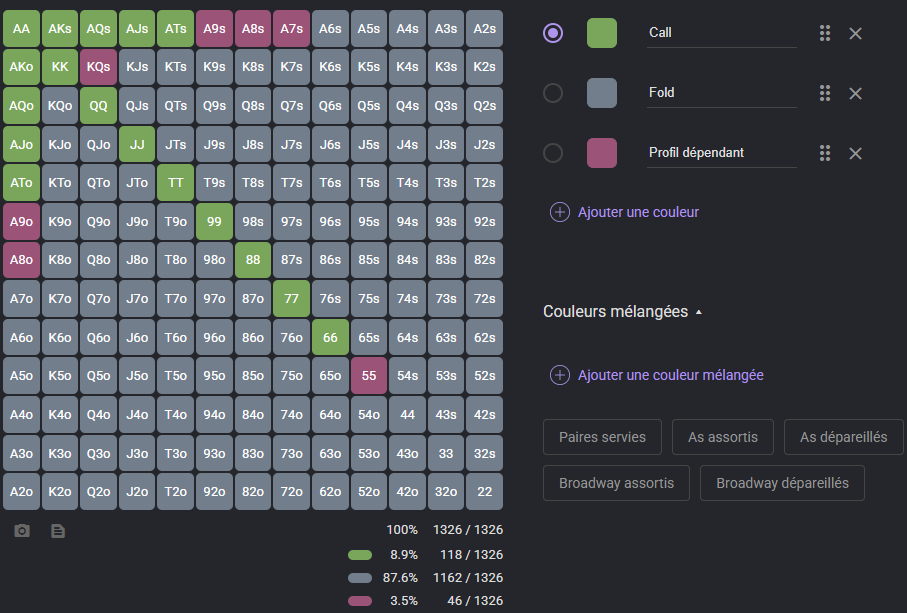 AA AKs AQs AJs ATs A9s A8s A7s A6s A5s A4s A3s A2s
AKo KK KQs KJs KTs K9s K8s K7s K6s K5s K4s K3s K2s
AQo KQo QQ QJs QTs Q9s Q8s Q7s Q6s Q5s Q4s Q3s Q2s
AJo KJo QJo JJ JTs J9s J8s J7s J6s J5s J4s J3s J2s
ATo KTo QTo JTo TT T9s T8s T7s T6s T5s T4s T3s T2s
A9o K9o Q9o J9o T9o 99 98s 97s 96s 95s 94s 93s 92s
A8o K8o Q8o J8o T8o 98o 88 87s 86s 85s 84s 83s 82s
A7o K7o Q7o J7o T7o 97o 87o 77 76s 75s 74s 73s 72s
A6o K6o Q6o J6o T6o 96o 86o 76o 66 65s 64s 63s 62s
A5o K5o Q5o J5o T5o 95o 85o 75o 65o 55 54s 53s 52s
A4o K4o Q4o J4o T4o 94o 84o 74o 64o 54o 44 43s 42s
A3o K3o Q3o J3o T3o 93o 83o 73o 63o 53o 43o 33 32s
A2o K2o Q2o J2o T2o 92o 82o 72o 62o 52o 42o 32o 22
100% 1326 / 1326
8.9% 118 / 1326
87.6% 1162 / 1326
3.5% 46 / 1326
Call
Fold
Profil dépendant
Ajouter une couleur
Couleurs mélangées
Ajouter une couleur mélangée
Paires servies As assortis As dépareillés
Broadway assortis Broadway dépareillés